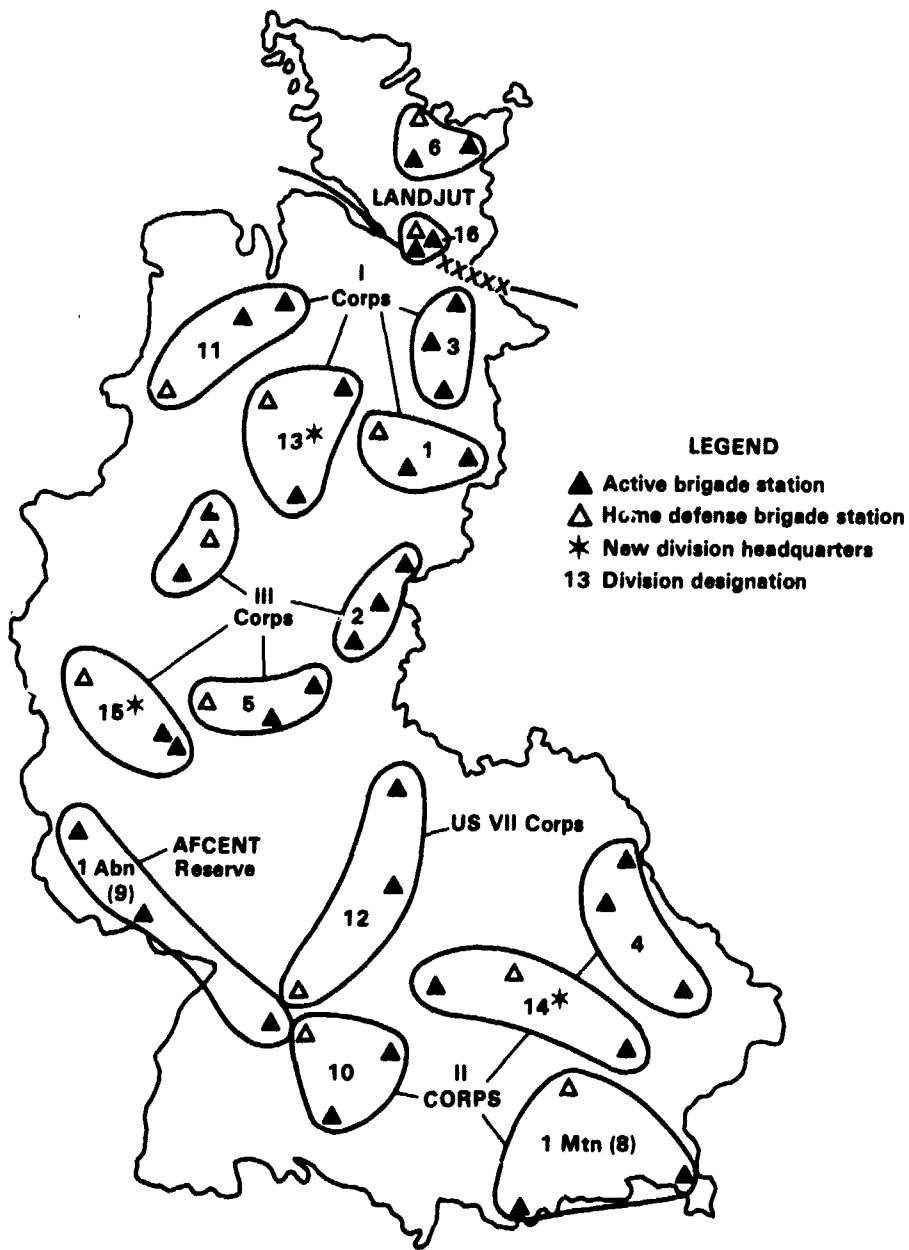 6
LANDJUT
16
XXXXX
I
Corps
11
3
13*
1
LEGEND
Active brigade station
Home defense brigade station
* New division headquarters
13 Division designation
III
Corps
2
15*
5
US VII Corps
AFCENT
Reserve
1 Abn
(9)
12
4
14*
10
II
CORPS
1 Mtn (8)